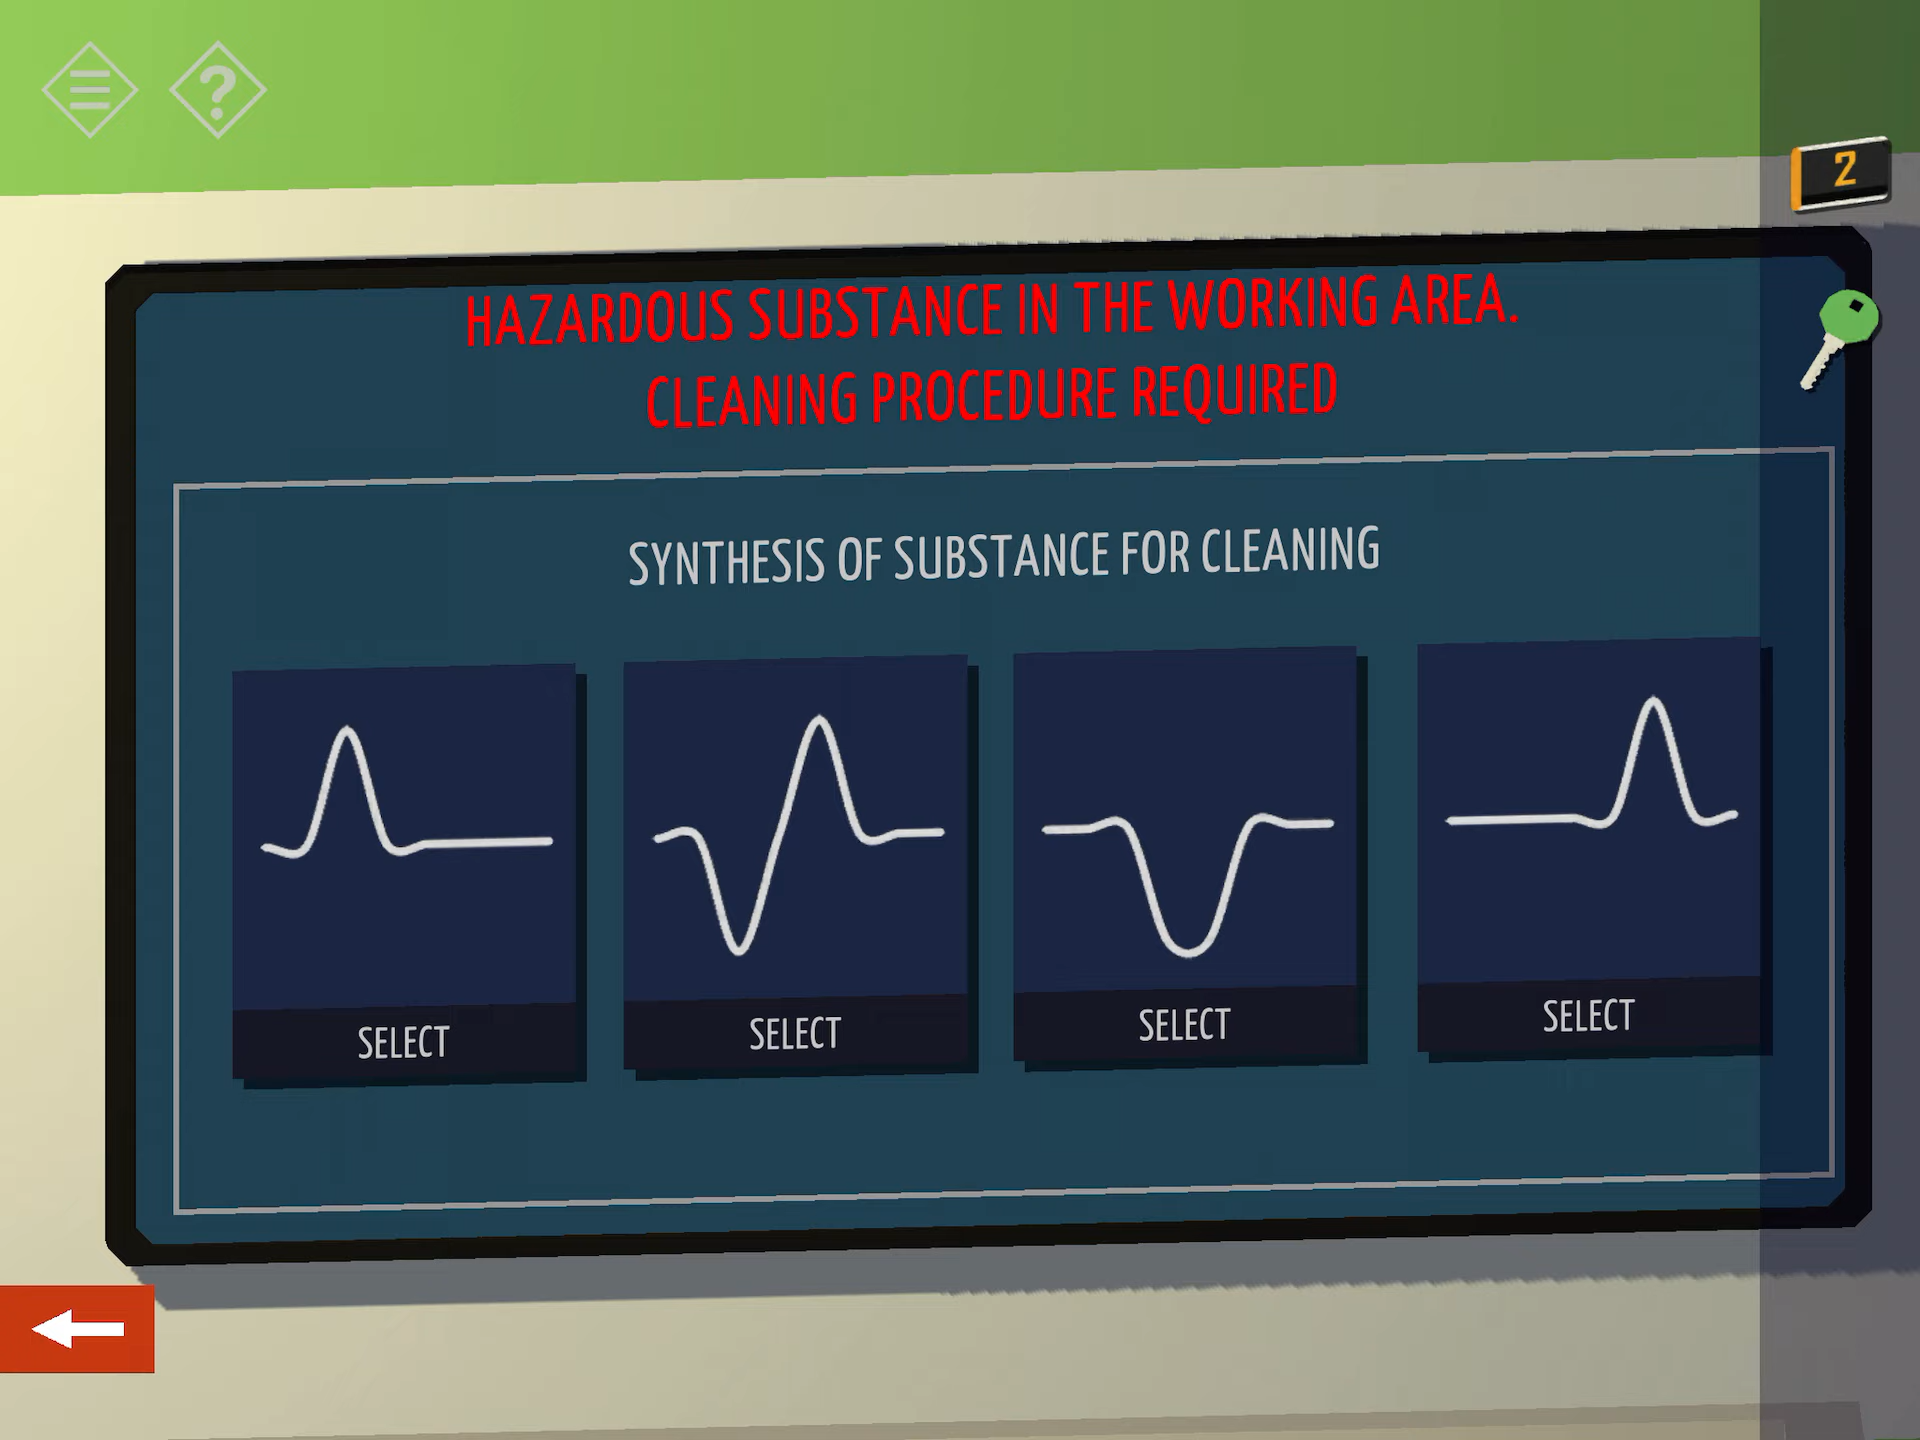 ?
2
HAZARDOUS SUBSTANCE IN THE WORKING AREA.
CLEANING PROCEDURE REQUIRED
SYNTHESIS OF SUBSTANCE FOR CLEANING
SELECT
SELECT
SELECT
SELECT